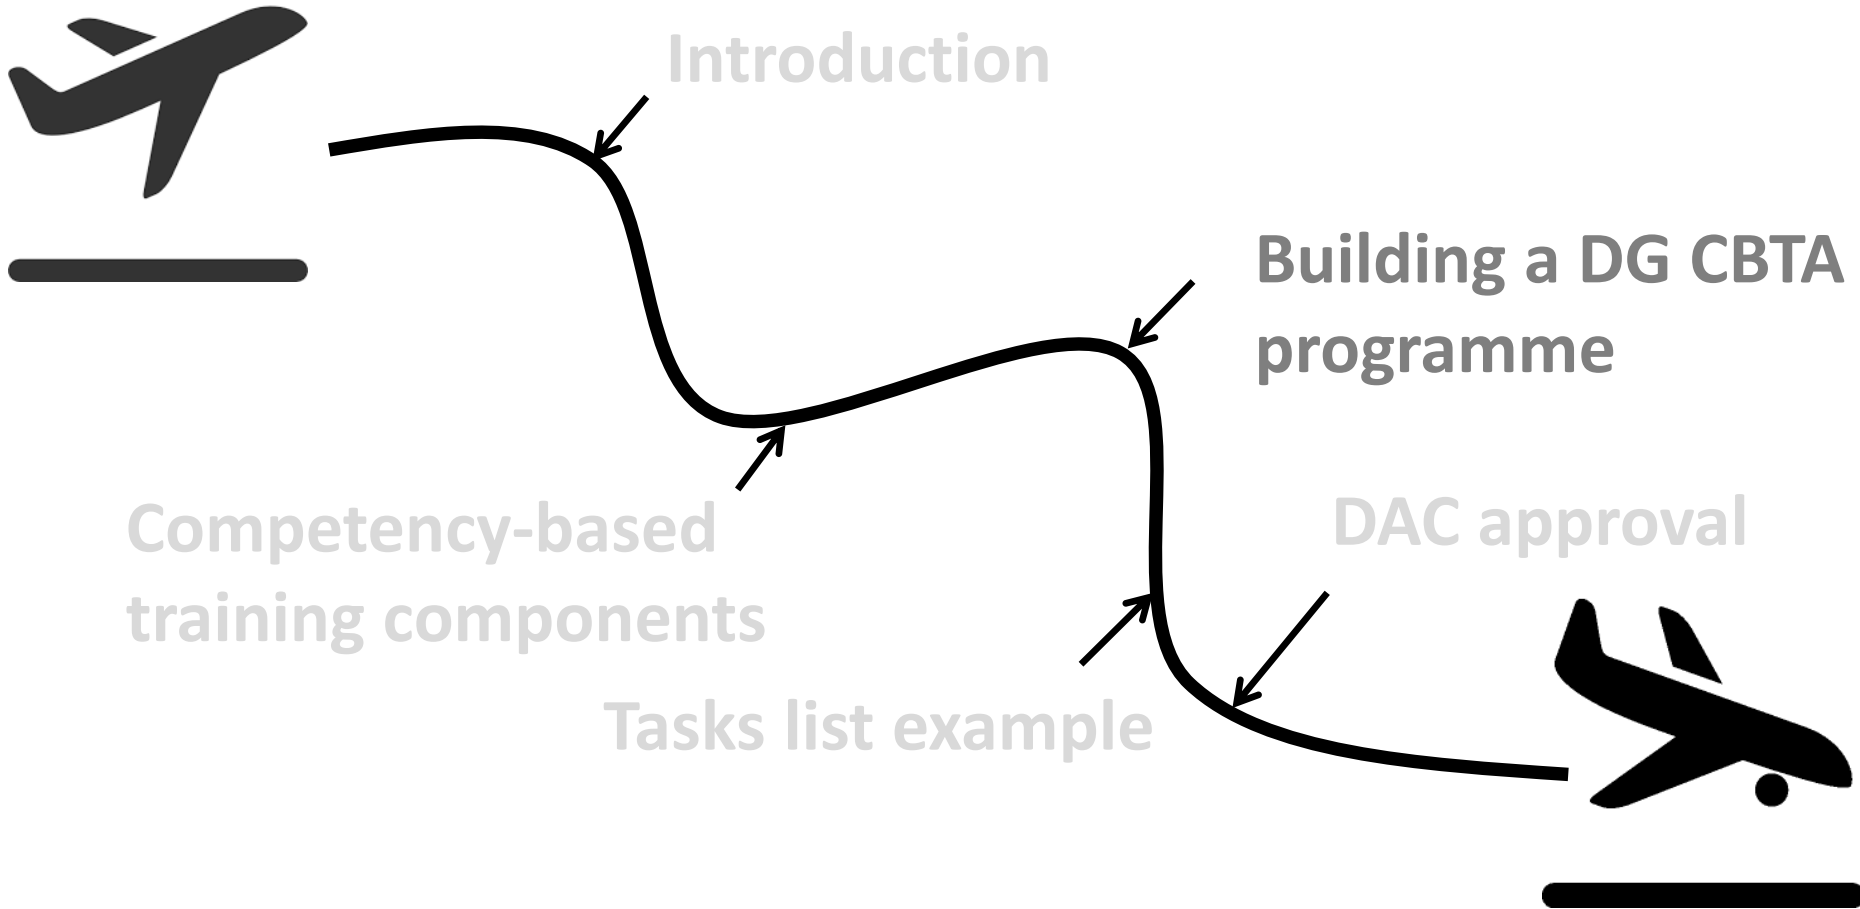 Introduction
Building a DG CBTA
programme
Competency-based
training components
DAC approval
Tasks list example